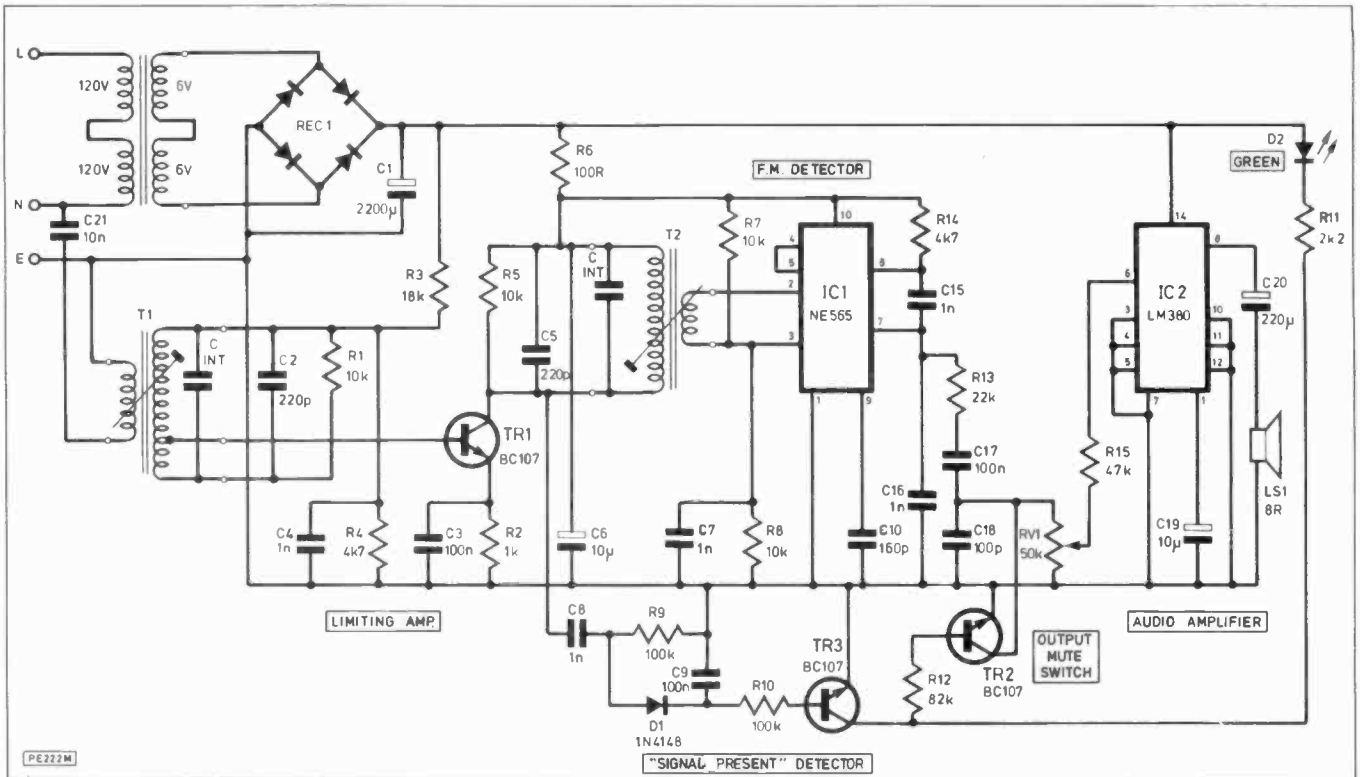 L
N
E
120V
120V
6V
6V
REC 1
C1
2200µ
C21
10n
T1
C
INT
C2
220p
R1
10k
R3
18k
C4
1n
R4
4k7
C3
100n
R2
1k
TR1
BC107
LIMITING AMP.
R5
10k
C5
220p
R6
100R
C
INT
C6
10µ
T2
R7
10k
C7
1n
R8
10k
F.M. DETECTOR
IC1
NE565
10
4
5
2
3
8
7
1
9
R14
4k7
C15
1n
C10
160p
C16
1n
R13
22k
C17
100n
C18
100p
RV1
50k
R15
47k
IC2
LM380
14
6
3
4
5
7
8
10
11
12
1
C19
10µ
C20
220µ
LS1
8R
D2
GREEN
R11
2k2
AUDIO AMPLIFIER
C8
1n
R9
100k
C9
100n
D1
1N4148
R10
100k
TR3
BC107
R12
82k
TR2
BC107
OUTPUT
MUTE
SWITCH
"SIGNAL PRESENT" DETECTOR
PE222M